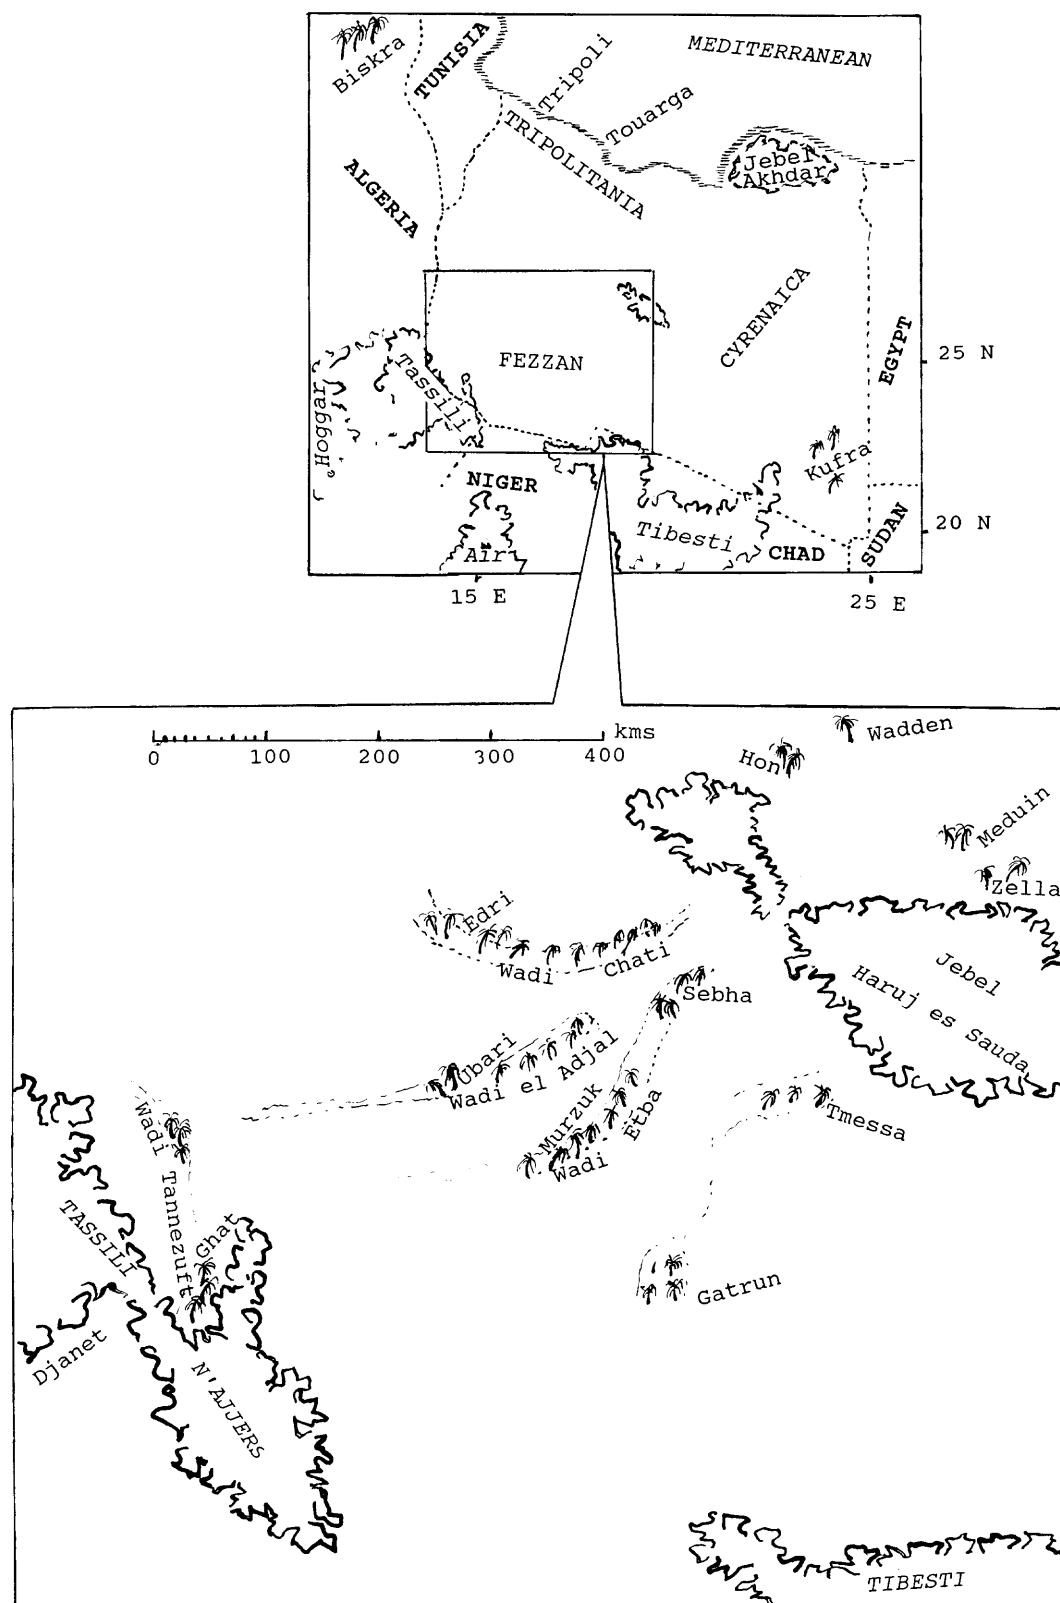 MEDITERRANEAN
Biskra
TUNISIA
Tripoli
Touarga
TRIPOLITANIA
Jebel
Akhdar
ALGERIA
CYRENAICA
EGYPT
25 N
FEZZAN
Tassili
Hoggar
Kufra
NIGER
SUDAN
20 N
Tibesti
CHAD
Aïr
15 E
25 E
kms
0 100 200 300 400
Wadden
Hon
Meduin
Zella
Edri
Wadi Chati
Jebel
Haruj es Sauda
Sebha
Ubari
Wadi el Adjal
Murzuk
Wadi Etba
Tmessa
Wadi Tannezuft
TASSILI
Ghat
Gatrun
Djanet
N'AJJERS
TIBESTI